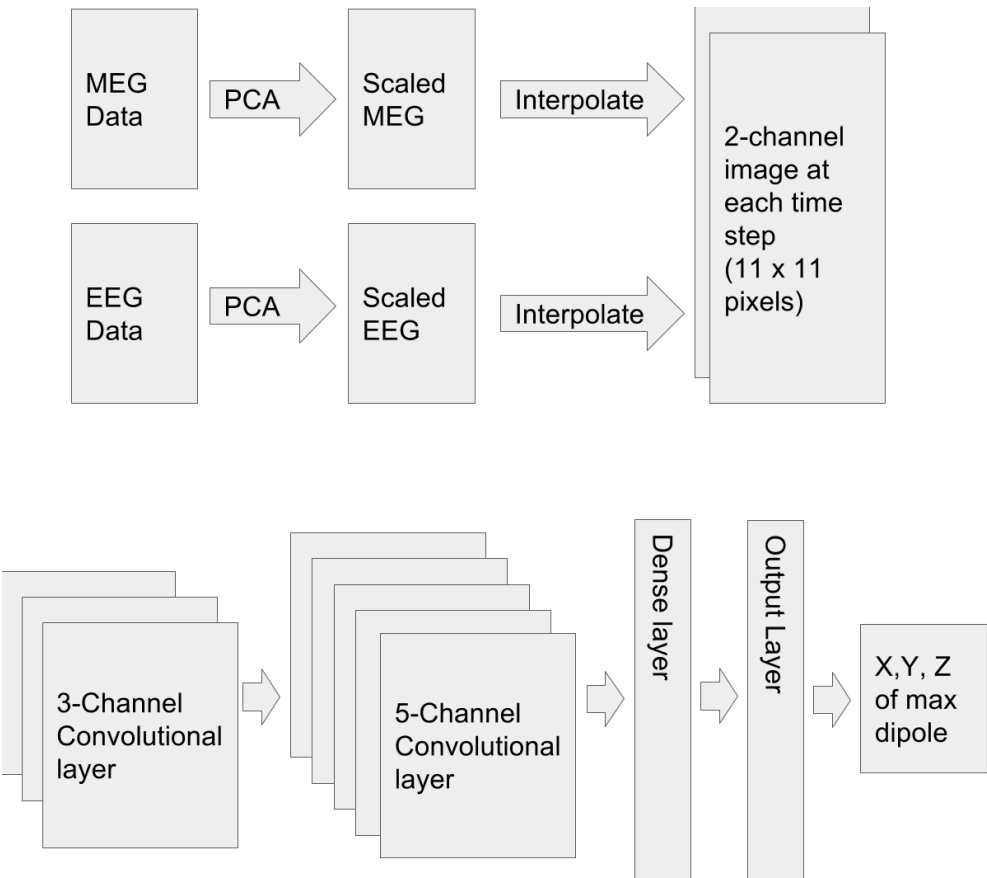 MEG
Data
PCA
Scaled
MEG
Interpolate
2-channel
image at
each time
step
(11 x 11
pixels)
EEG
Data
PCA
Scaled
EEG
Interpolate
3-Channel
Convolutional
layer
5-Channel
Convolutional
layer
Dense layer
Output Layer
X,Y, Z
of max
dipole